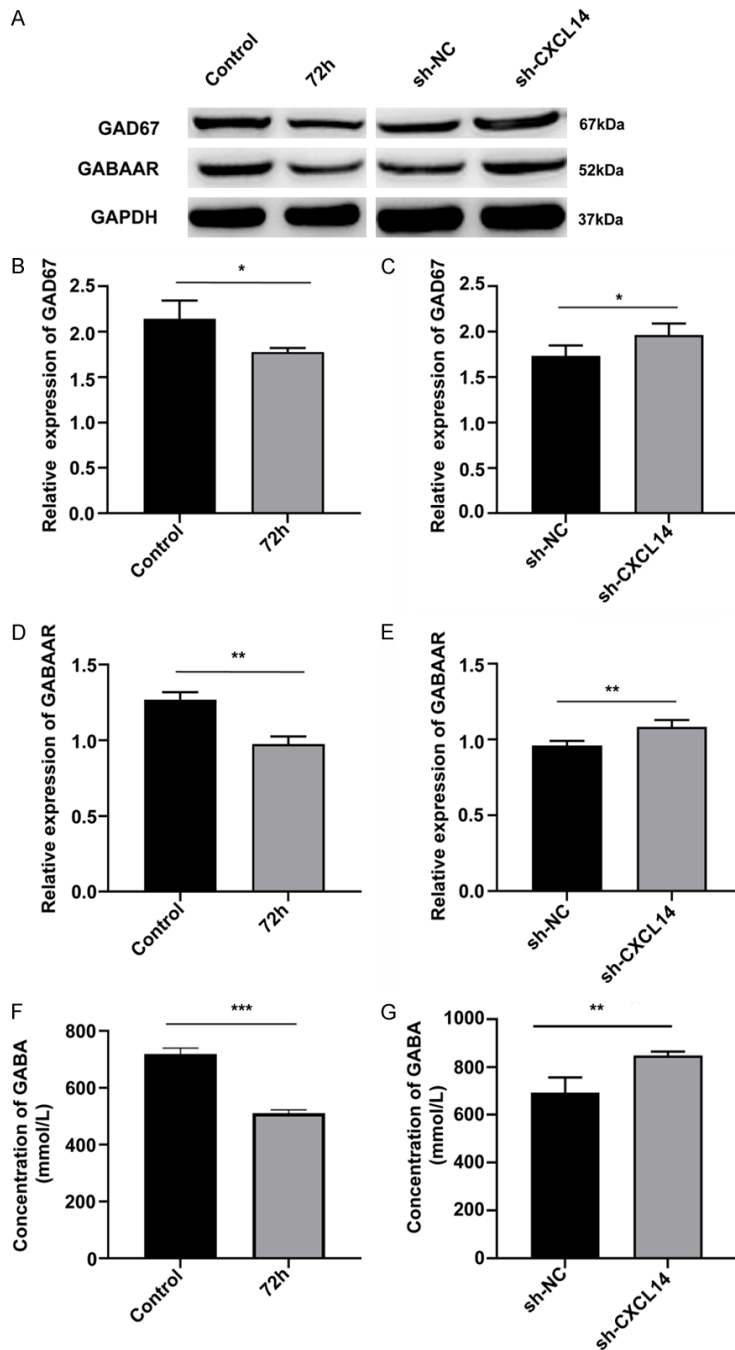 A
Control
72h
sh-NC
sh-CXCL14
GAD67
67kDa
GABAAR
52kDa
GAPDH
37kDa
B
*
Relative expression of GAD67
2.5
2.0
1.5
1.0
0.5
0.0
Control
72h
C
*
Relative expression of GAD67
2.5
2.0
1.5
1.0
0.5
0.0
sh-NC
sh-CXCL14
D
**
Relative expression of GABAAR
1.5
1.0
0.5
0.0
Control
72h
E
**
Relative expression of GABAAR
1.5
1.0
0.5
0.0
sh-NC
sh-CXCL14
F
***
Concentration of GABA
(mmol/L)
800
600
400
200
0
Control
72h
G
**
Concentration of GABA
(mmol/L)
1000
800
600
400
200
0
sh-NC
sh-CXCL14